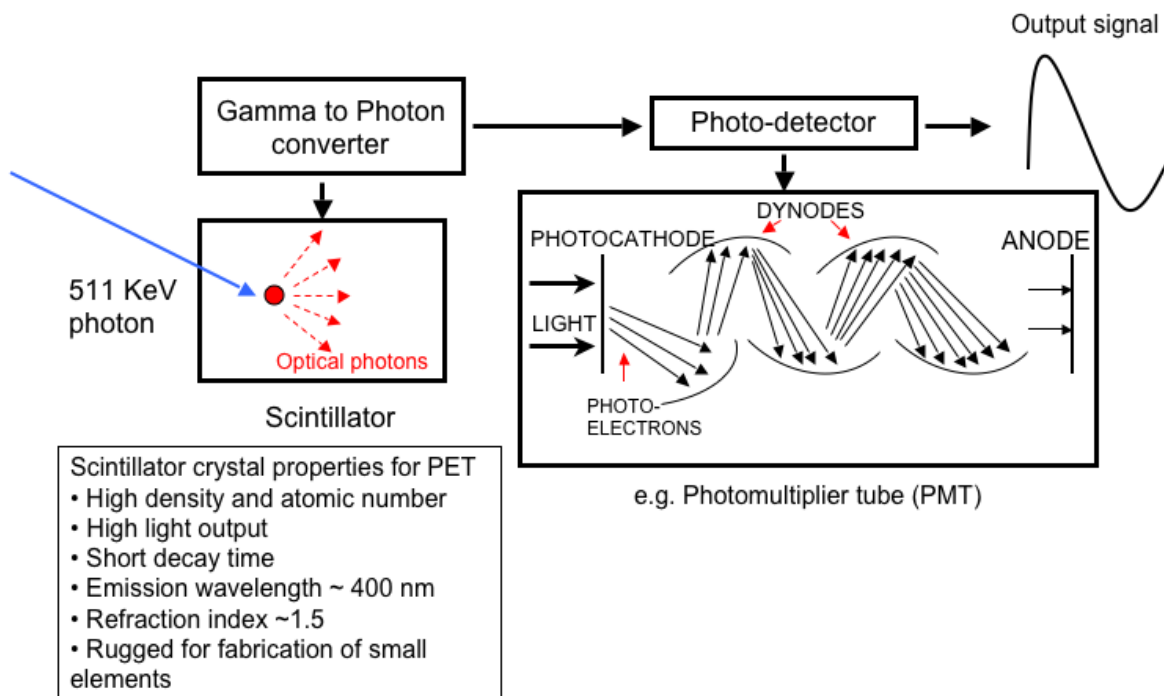 Output signal
Gamma to Photon
converter
Photo-detector
511 KeV
photon
Optical photons
Scintillator
DYNODES
PHOTOCATHODE
ANODE
LIGHT
PHOTO-
ELECTRONS
e.g. Photomultiplier tube (PMT)
Scintillator crystal properties for PET
• High density and atomic number
• High light output
• Short decay time
• Emission wavelength ~ 400 nm
• Refraction index ~1.5
• Rugged for fabrication of small
elements